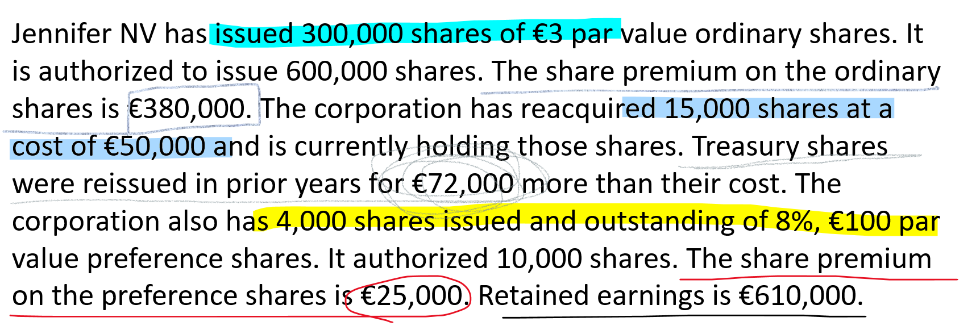 Jennifer NV has issued 300,000 shares of €3 par value ordinary shares. It
is authorized to issue 600,000 shares. The share premium on the ordinary
shares is €380,000. The corporation has reacquired 15,000 shares at a
cost of €50,000 and is currently holding those shares. Treasury shares
were reissued in prior years for €72,000 more than their cost. The
corporation also has 4,000 shares issued and outstanding of 8%, €100 par
value preference shares. It authorized 10,000 shares. The share premium
on the preference shares is €25,000. Retained earnings is €610,000.